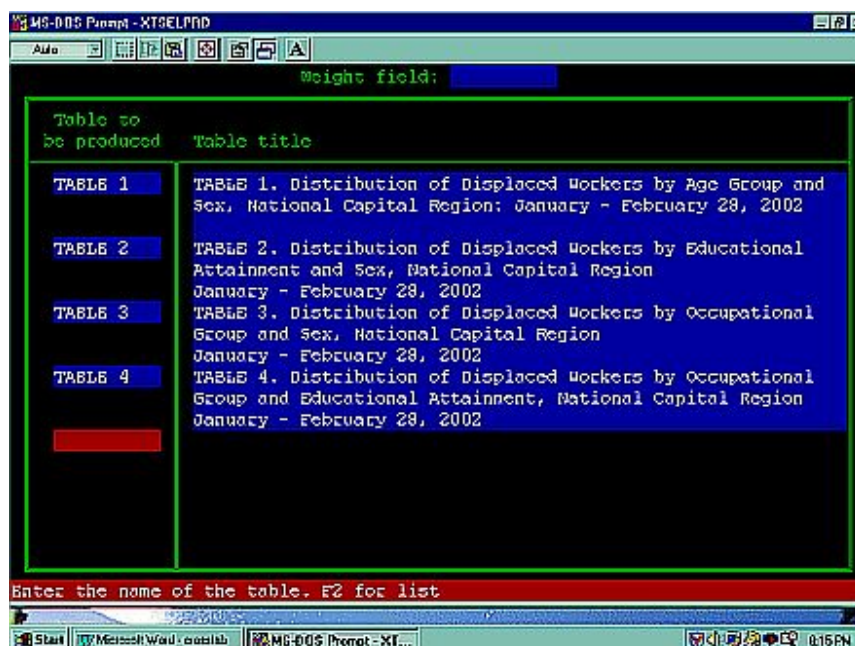 MS-DOS Prompt - XTSELPRD
Auto
A
Weight field:
Table to
be produced
Table title
TABLE 1
TABLE 1. Distribution of Displaced Workers by Age Group and
Sex, National Capital Region: January - February 28, 2002
TABLE 2
TABLE 2. Distribution of Displaced Workers by Educational
Attainment and Sex, National Capital Region
January - February 28, 2002
TABLE 3
TABLE 3. Distribution of Displaced Workers by Occupational
Group and Sex, National Capital Region
January - February 28, 2002
TABLE 4
TABLE 4. Distribution of Displaced Workers by Occupational
Group and Educational Attainment, National Capital Region
January - February 28, 2002
Enter the name of the table. F2 for list
Start
Microsoft Word -
MS-DOS Prompt - XT...
8:15 PM